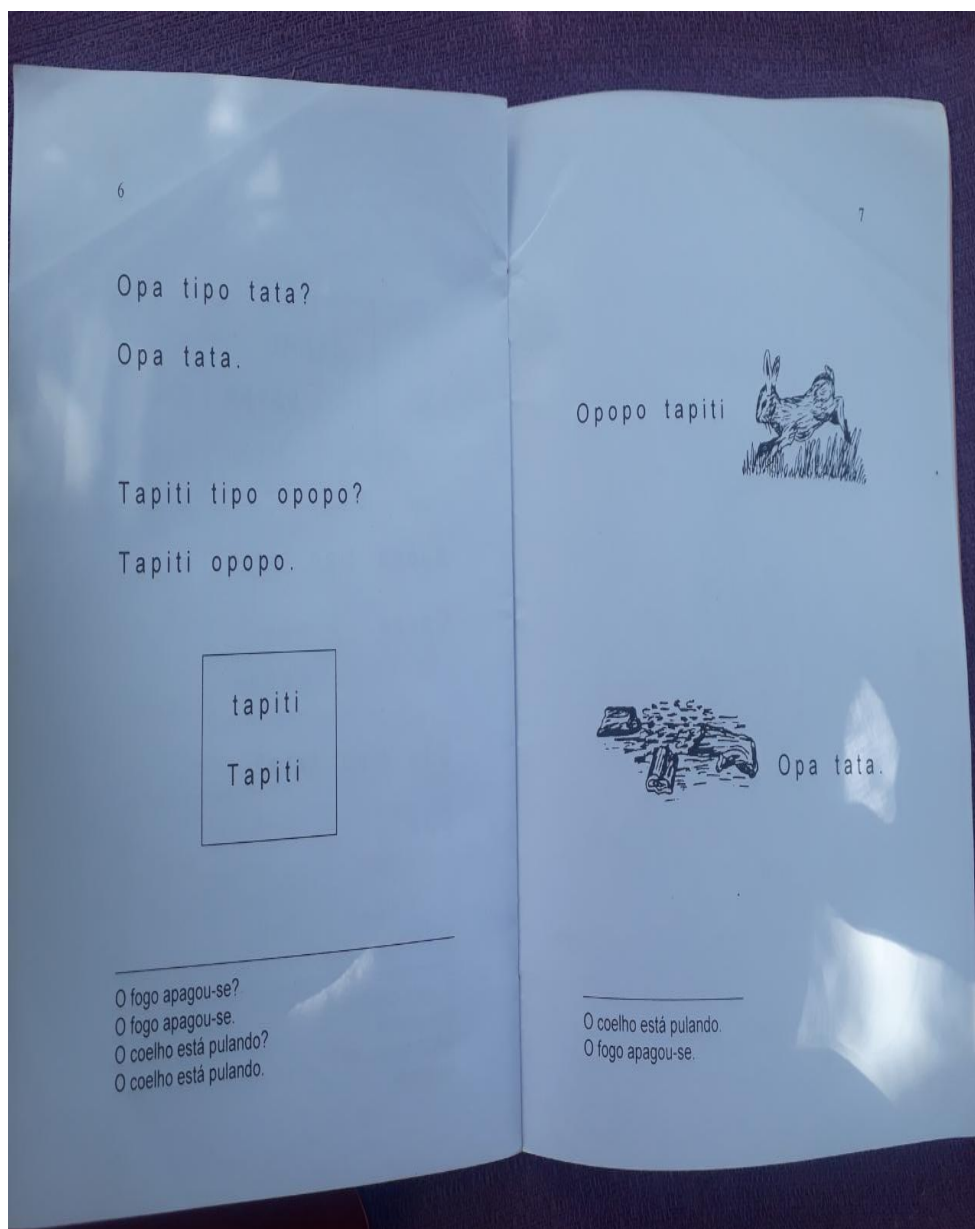 6
Opa tipo tata?
Opa tata.
Tapiti tipo opopo?
Tapiti opopo.
tapiti
Tapiti
O fogo apagou-se?
O fogo apagou-se.
O coelho está pulando?
O coelho está pulando.
7
Opopo tapiti
Opa tata.
O coelho está pulando.
O fogo apagou-se.